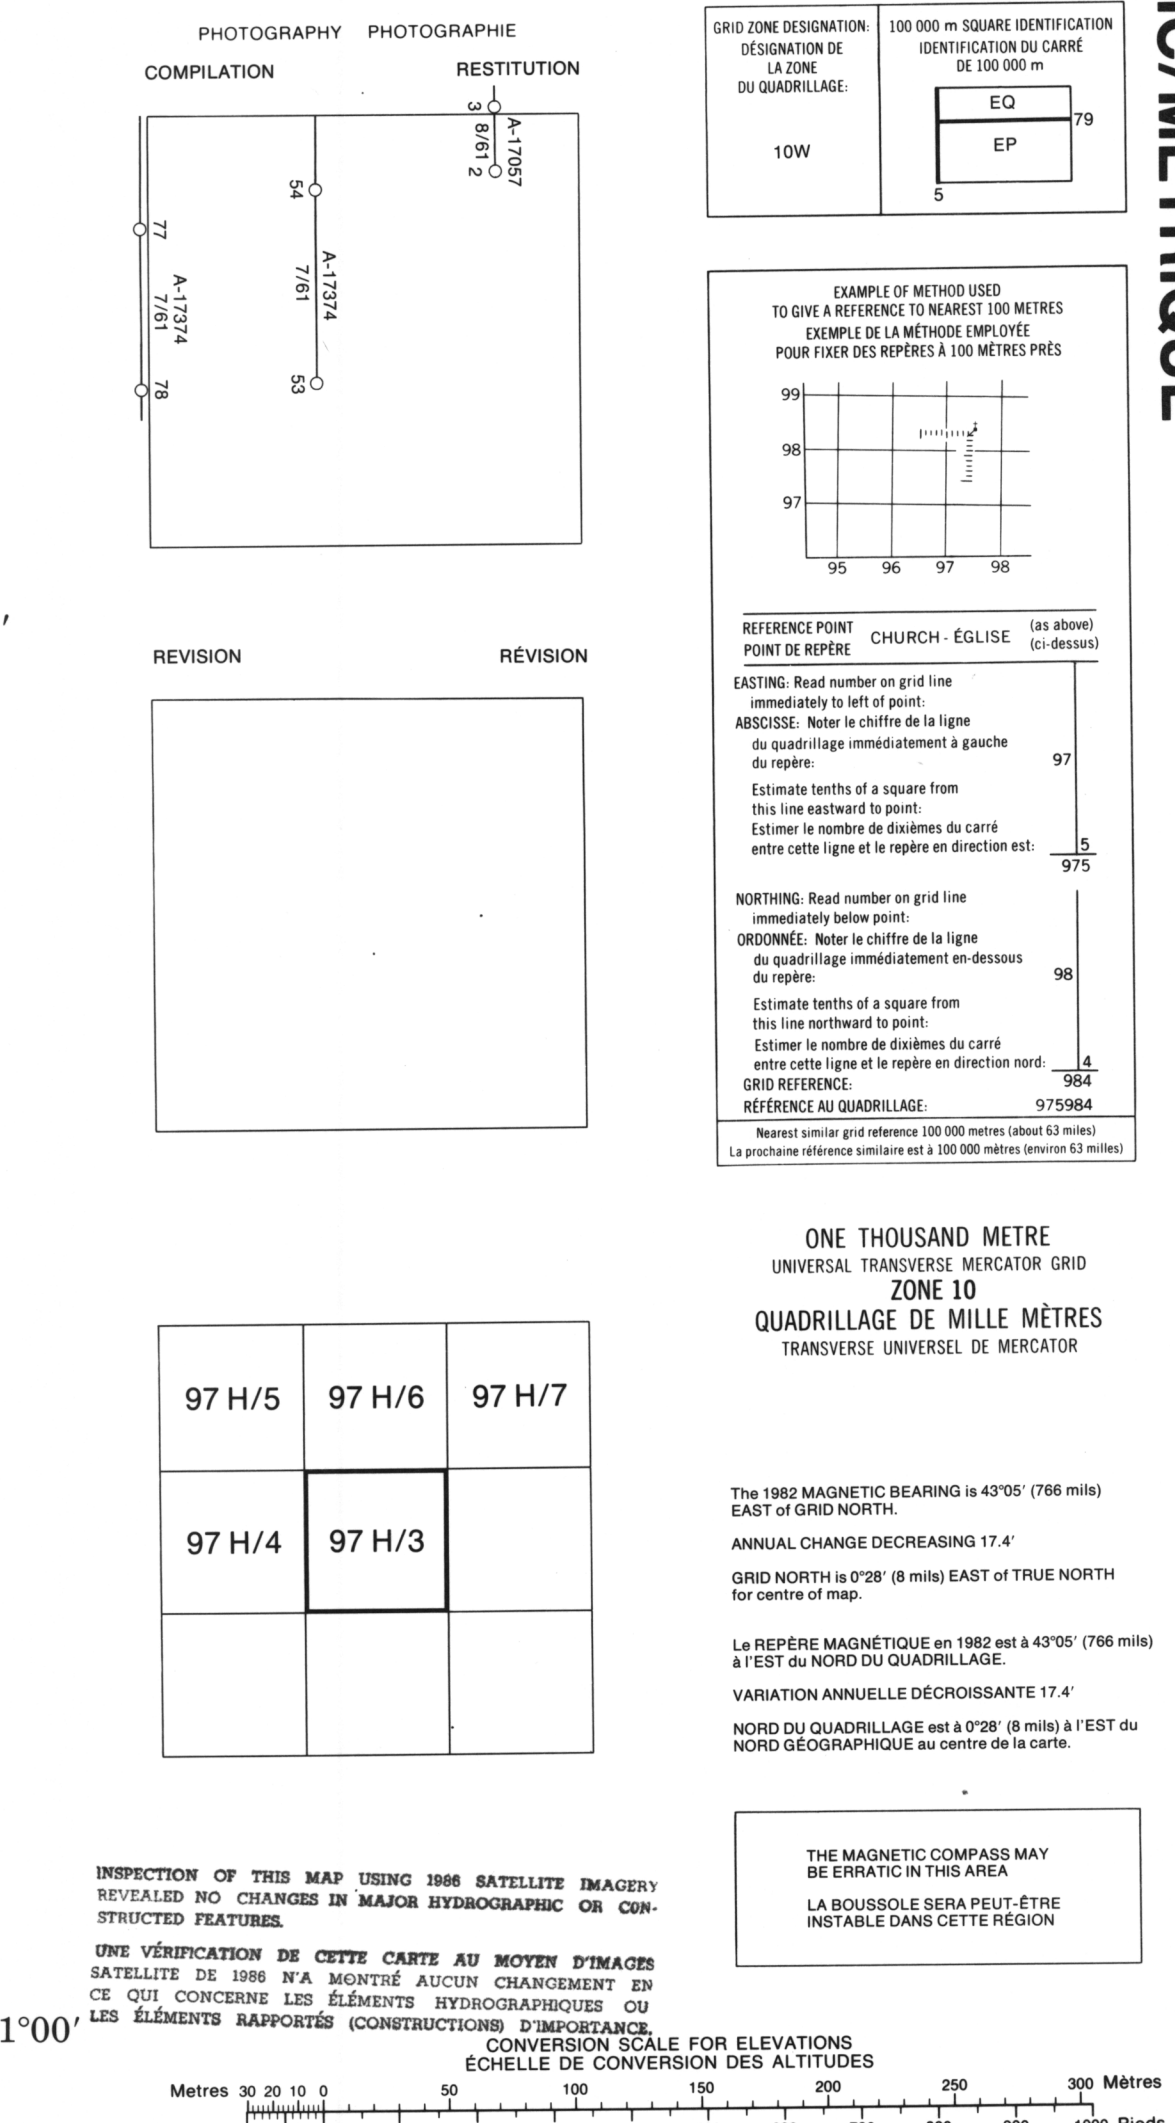 PHOTOGRAPHY PHOTOGRAPHIE
COMPILATION RESTITUTION
3
A-17057
8/61
2
54
A-17374
7/61
53
77
A-17374
7/61
78
REVISION RÉVISION
97 H/5 97 H/6 97 H/7
97 H/4 97 H/3
INSPECTION OF THIS MAP USING 1986 SATELLITE IMAGERY
REVEALED NO CHANGES IN MAJOR HYDROGRAPHIC OR CON-
STRUCTED FEATURES.
UNE VÉRIFICATION DE CETTE CARTE AU MOYEN D'IMAGES
SATELLITE DE 1986 N'A MONTRÉ AUCUN CHANGEMENT EN
CE QUI CONCERNE LES ÉLÉMENTS HYDROGRAPHIQUES OU
LES ÉLÉMENTS RAPPORTÉS (CONSTRUCTIONS) D'IMPORTANCE.
1°00′
GRID ZONE DESIGNATION:
DÉSIGNATION DE
LA ZONE
DU QUADRILLAGE:
10W
100 000 m SQUARE IDENTIFICATION
IDENTIFICATION DU CARRÉ
DE 100 000 m
EQ
79
EP
5
EXAMPLE OF METHOD USED
TO GIVE A REFERENCE TO NEAREST 100 METRES
EXEMPLE DE LA MÉTHODE EMPLOYÉE
POUR FIXER DES REPÈRES À 100 MÈTRES PRÈS
99
98
97
95 96 97 98
REFERENCE POINT
POINT DE REPÈRE
CHURCH - ÉGLISE
(as above)
(ci-dessus)
EASTING: Read number on grid line
immediately to left of point:
ABSCISSE: Noter le chiffre de la ligne
du quadrillage immédiatement à gauche
du repère: 97
Estimate tenths of a square from
this line eastward to point:
Estimer le nombre de dixièmes du carré
entre cette ligne et le repère en direction est: 5
975
NORTHING: Read number on grid line
immediately below point:
ORDONNÉE: Noter le chiffre de la ligne
du quadrillage immédiatement en-dessous
du repère: 98
Estimate tenths of a square from
this line northward to point:
Estimer le nombre de dixièmes du carré
entre cette ligne et le repère en direction nord: 4
GRID REFERENCE: 984
RÉFÉRENCE AU QUADRILLAGE: 975984
Nearest similar grid reference 100 000 metres (about 63 miles)
La prochaine référence similaire est à 100 000 mètres (environ 63 milles)
ONE THOUSAND METRE
UNIVERSAL TRANSVERSE MERCATOR GRID
ZONE 10
QUADRILLAGE DE MILLE MÈTRES
TRANSVERSE UNIVERSEL DE MERCATOR
The 1982 MAGNETIC BEARING is 43°05′ (766 mils)
EAST of GRID NORTH.
ANNUAL CHANGE DECREASING 17.4′
GRID NORTH is 0°28′ (8 mils) EAST of TRUE NORTH
for centre of map.
Le REPÈRE MAGNÉTIQUE en 1982 est à 43°05′ (766 mils)
à l'EST du NORD DU QUADRILLAGE.
VARIATION ANNUELLE DÉCROISSANTE 17.4′
NORD DU QUADRILLAGE est à 0°28′ (8 mils) à l'EST du
NORD GÉOGRAPHIQUE au centre de la carte.
THE MAGNETIC COMPASS MAY
BE ERRATIC IN THIS AREA
LA BOUSSOLE SERA PEUT-ÊTRE
INSTABLE DANS CETTE RÉGION
CONVERSION SCALE FOR ELEVATIONS
ÉCHELLE DE CONVERSION DES ALTITUDES
Metres 30 20 10 0 50 100 150 200 250 300 Mètres